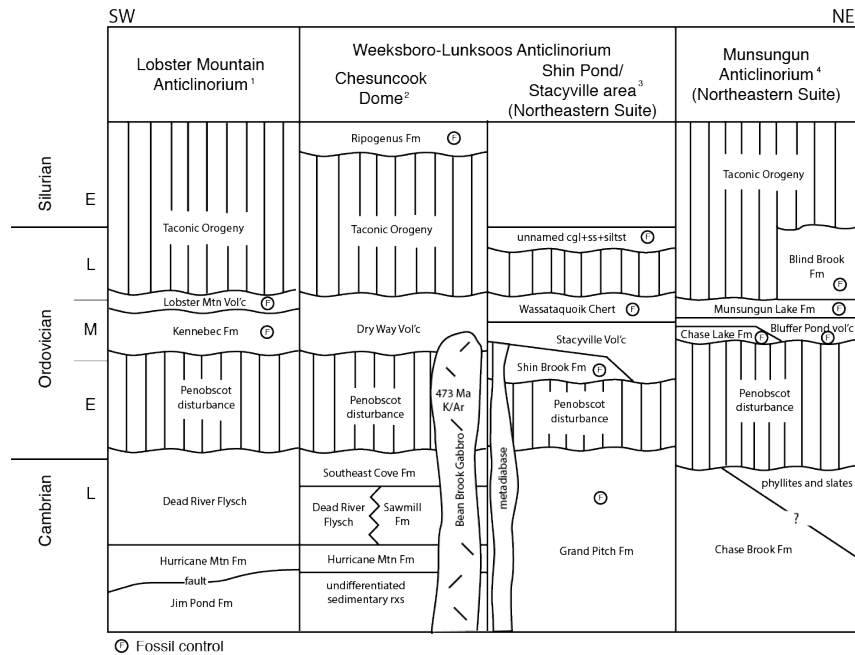 SW
NE
Lobster Mountain
Anticlinorium 1
Weeksboro-Lunksoos Anticlinorium
Chesuncook
Dome 2
Shin Pond/
Stacyville area 3
(Northeastern Suite)
Munsungun
Anticlinorium 4
(Northeastern Suite)
Silurian
E
Ordovician
L
M
E
Cambrian
L
Taconic Orogeny
Lobster Mtn Vol'c F
Kennebec Fm F
Penobscot
disturbance
Dead River Flysch
Hurricane Mtn Fm
fault
Jim Pond Fm
Ripogenus Fm F
Taconic Orogeny
Dry Way Vol'c
Penobscot
disturbance
Southeast Cove Fm
Dead River
Flysch
Sawmill
Fm
Hurricane Mtn Fm
undifferentiated
sedimentary rxs
473 Ma
K/Ar
Bean Brook Gabbro
metadiabase
unnamed cgl+ss+siltst F
Wassataquoik Chert F
Stacyville Vol'c
Shin Brook Fm F
Penobscot
disturbance
F
Grand Pitch Fm
Taconic Orogeny
Blind Brook
Fm
F
Munsungun Lake Fm F
Chase Lake Fm F
Bluffer Pond vol'c
F
Penobscot
disturbance
phyllites and slates
?
Chase Brook Fm
F Fossil control